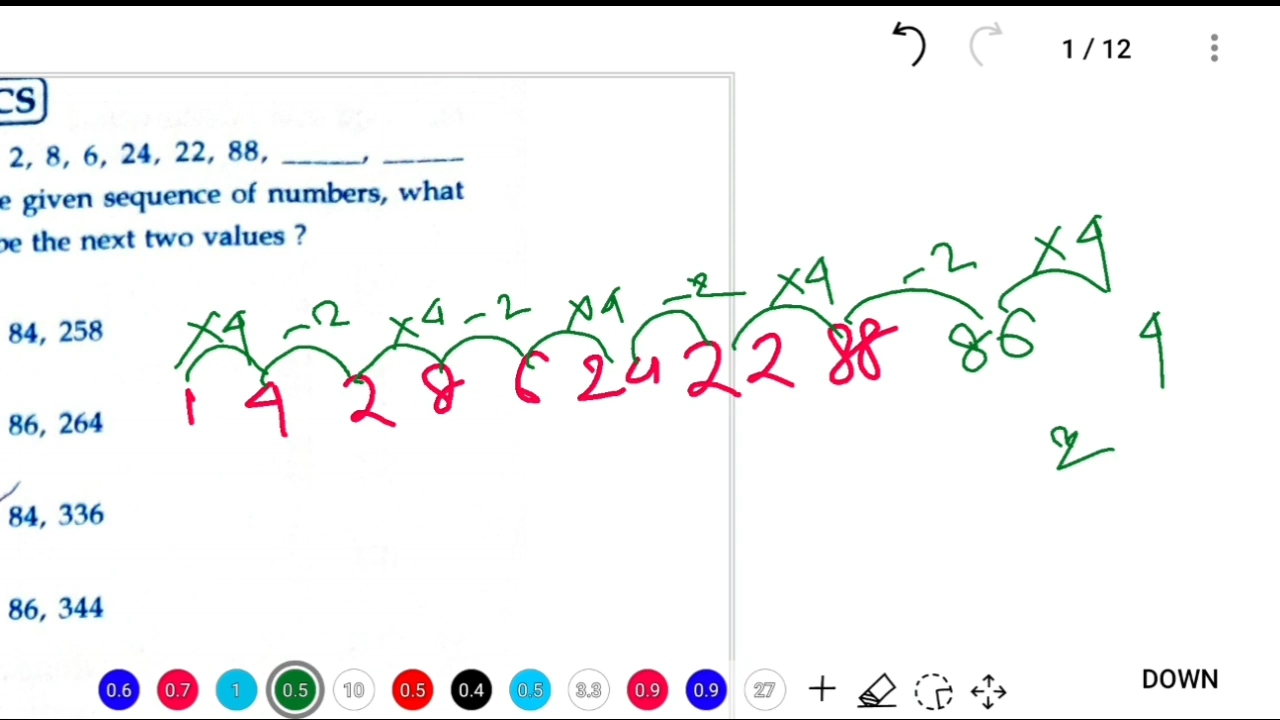 1 / 12
CS
2, 8, 6, 24, 22, 88, _____, _____
e given sequence of numbers, what
be the next two values ?
84, 258
86, 264
84, 336
86, 344
×4 -2 ×4 -2 ×4 -2 ×4 -2 ×4
1 4 2 8 6 24 22 88 86 4
2
0.6 0.7 1 0.5 10 0.5 0.4 0.5 3.3 0.9 0.9 27 DOWN